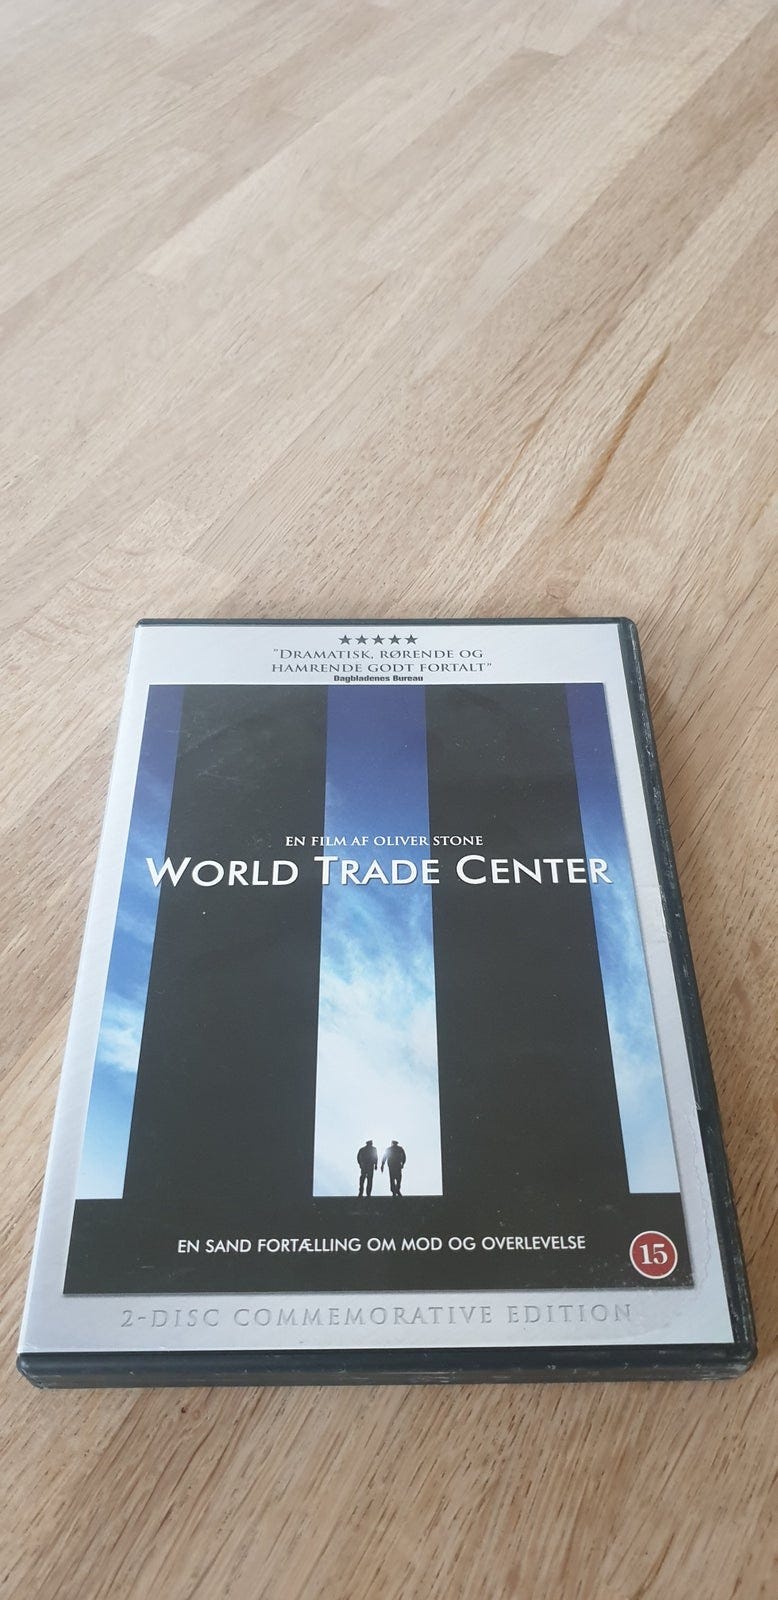 ★★★★★
"DRAMATISK, RØRENDE OG
HAMRENDE GODT FORTALT"
Dagbladenes Bureau
EN FILM AF OLIVER STONE
WORLD TRADE CENTER
EN SAND FORTÆLLING OM MOD OG OVERLEVELSE
15
2-DISC COMMEMORATIVE EDITION